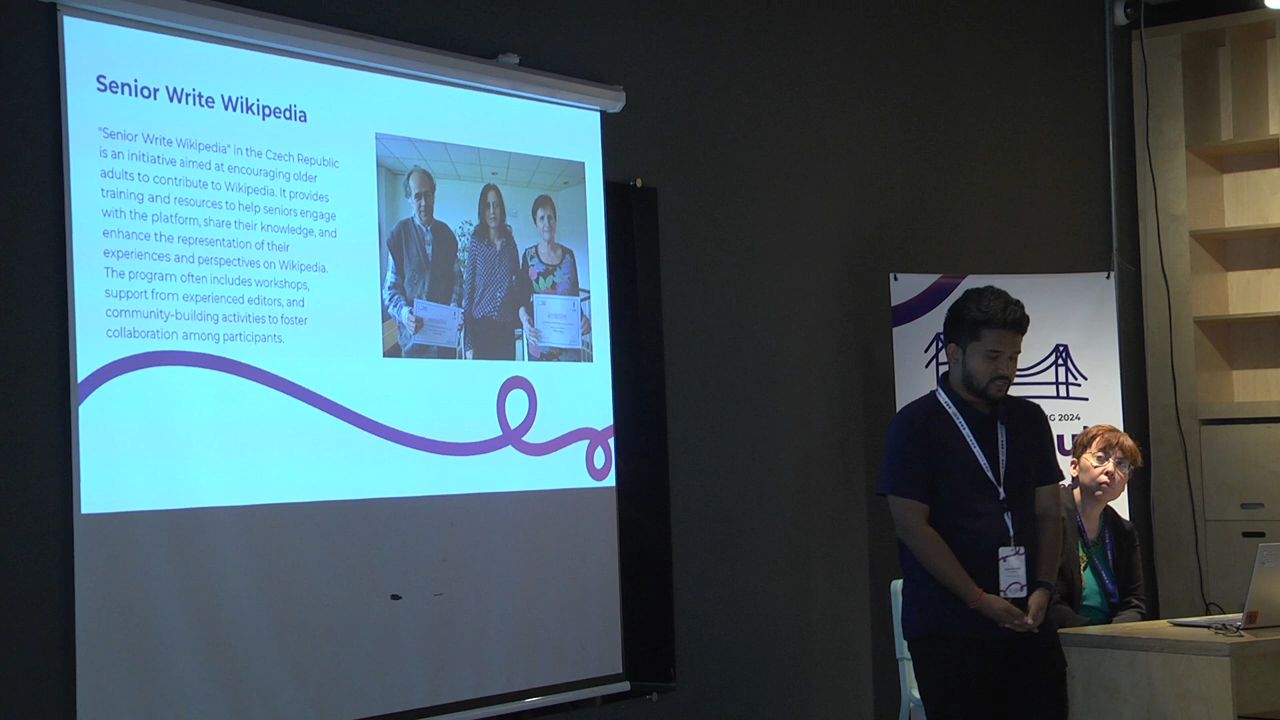 Senior Write Wikipedia
"Senior Write Wikipedia" in the Czech Republic
is an initiative aimed at encouraging older
adults to contribute to Wikipedia. It provides
training and resources to help seniors engage
with the platform, share their knowledge, and
enhance the representation of their
experiences and perspectives on Wikipedia.
The program often includes workshops,
support from experienced editors, and
community-building activities to foster
collaboration among participants.
2024